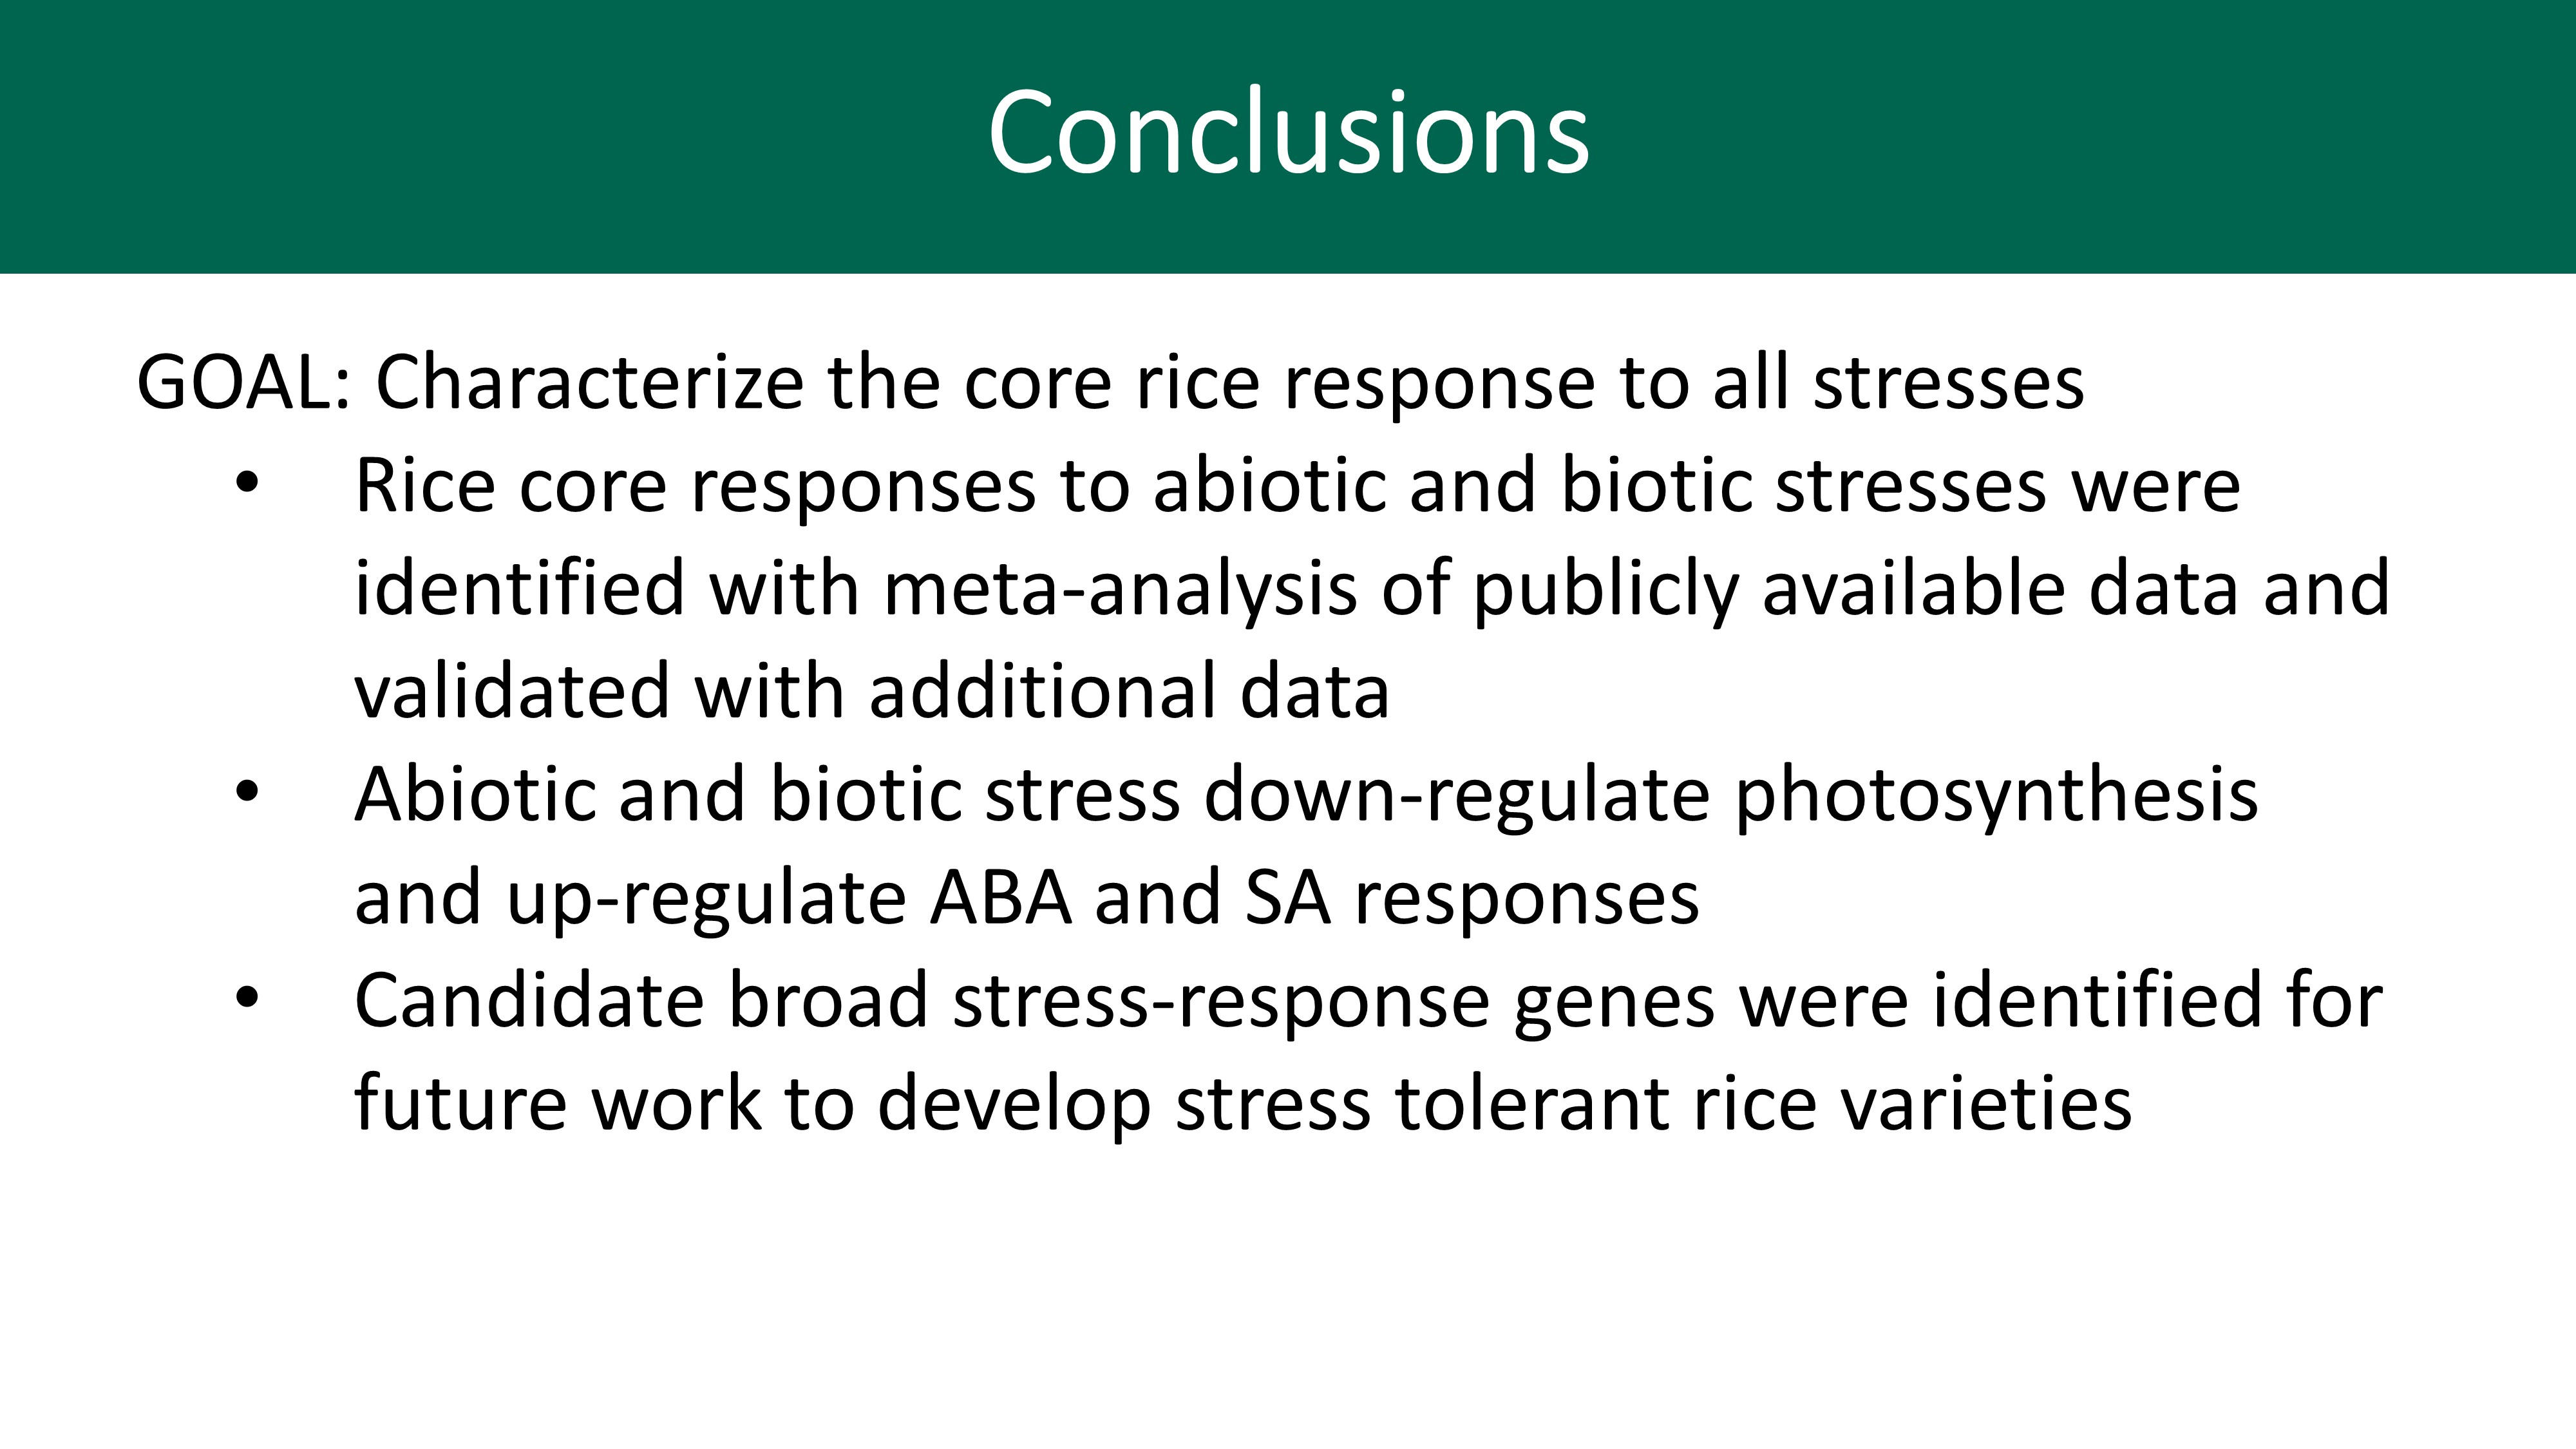 Conclusions
GOAL: Characterize the core rice response to all stresses
• Rice core responses to abiotic and biotic stresses were
identified with meta-analysis of publicly available data and
validated with additional data
• Abiotic and biotic stress down-regulate photosynthesis
and up-regulate ABA and SA responses
• Candidate broad stress-response genes were identified for
future work to develop stress tolerant rice varieties